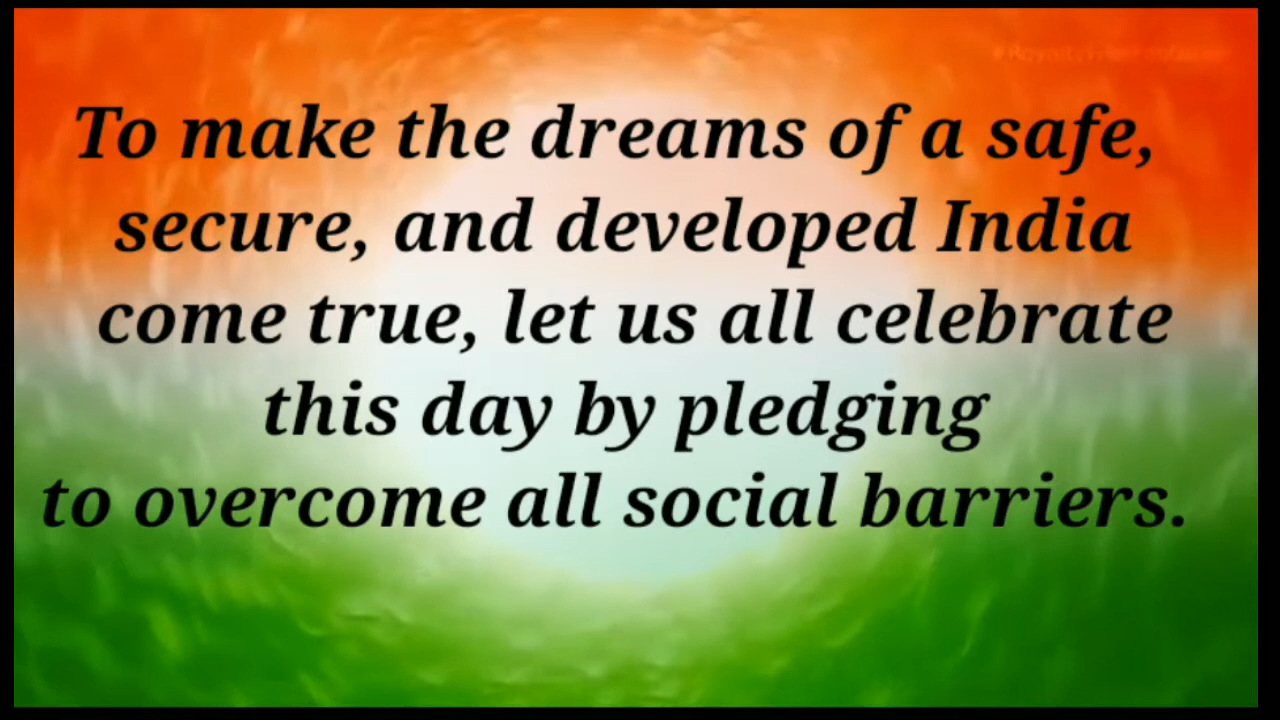 To make the dreams of a safe,
secure, and developed India
come true, let us all celebrate
this day by pledging
to overcome all social barriers.